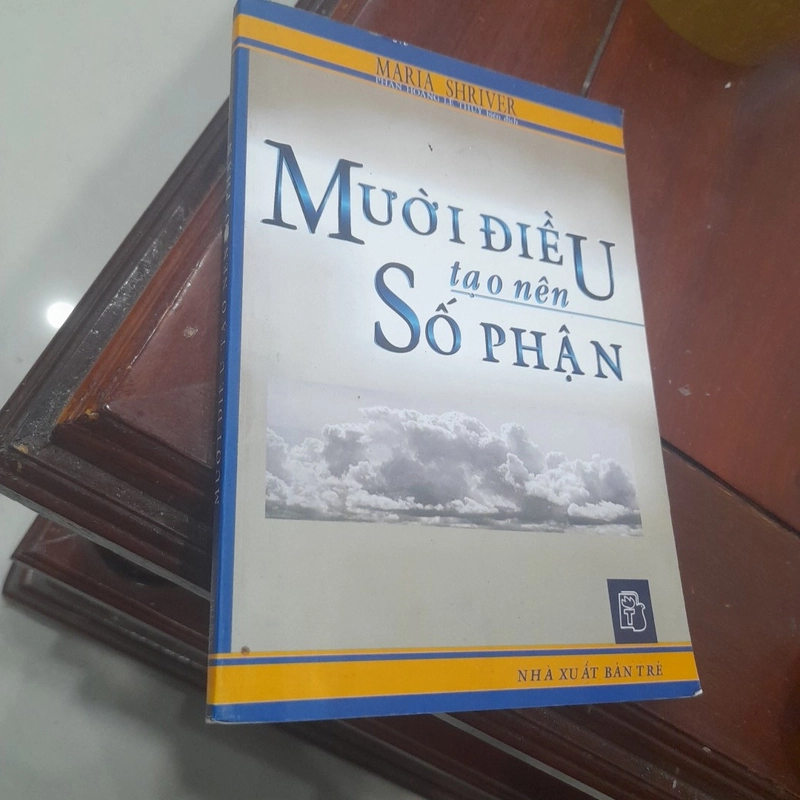 MARIA SHRIVER
PHAN HOÀNG LỆ THỦY biên dịch
MƯỜI ĐIỀU
tạo nên
SỐ PHẬN
NHÀ XUẤT BẢN TRẺ